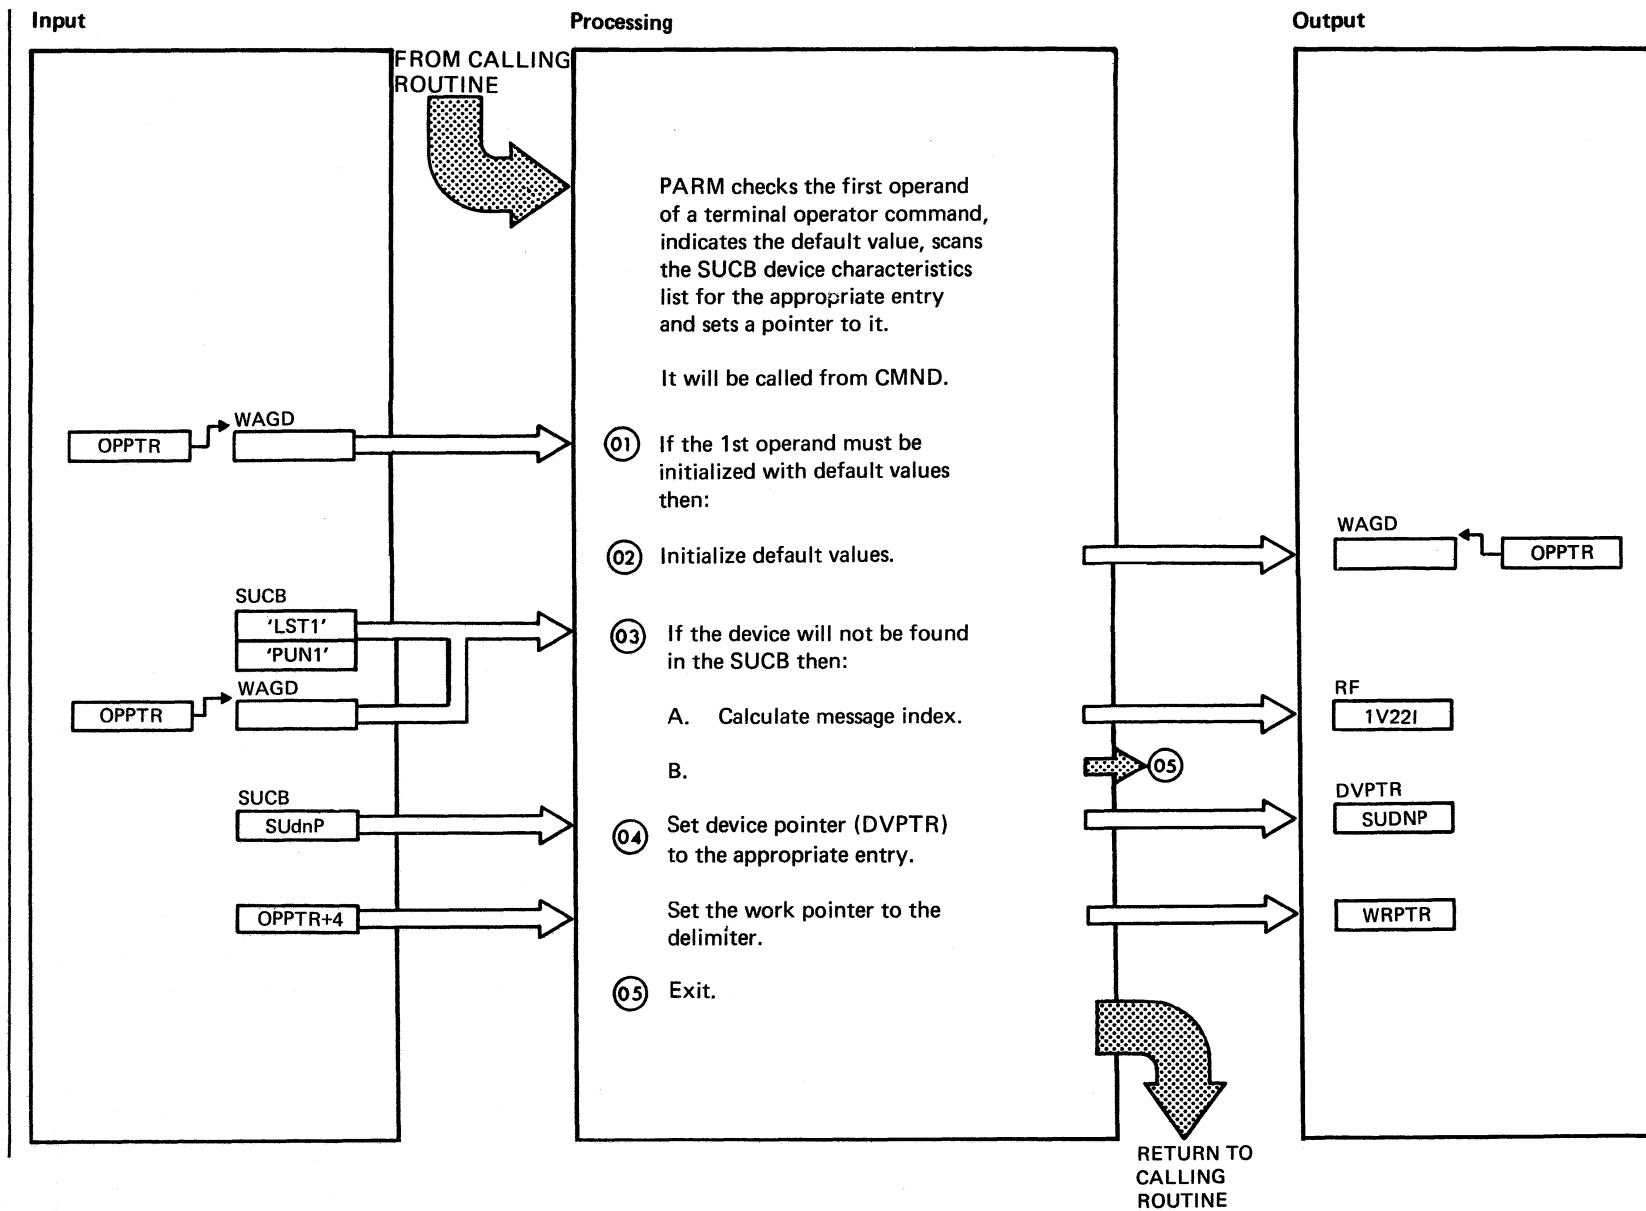 Input
Processing
Output
FROM CALLING
ROUTINE
PARM checks the first operand
of a terminal operator command,
indicates the default value, scans
the SUCB device characteristics
list for the appropriate entry
and sets a pointer to it.
It will be called from CMND.
WAGD
OPPTR
01 If the 1st operand must be
initialized with default values
then:
02 Initialize default values.
WAGD
OPPTR
SUCB
'LST1'
'PUN1'
WAGD
OPPTR
03 If the device will not be found
in the SUCB then:
A. Calculate message index.
RF
1V22I
B.
05
SUCB
SUdnP
04 Set device pointer (DVPTR)
to the appropriate entry.
DVPTR
SUDNP
OPPTR+4
Set the work pointer to the
delimiter.
WRPTR
05 Exit.
RETURN TO
CALLING
ROUTINE